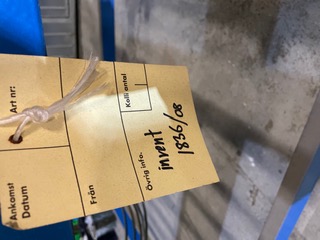 Art nr:
Ankomst
Datum
Kolli antal
Från
Övrig info.
invent
1836/08